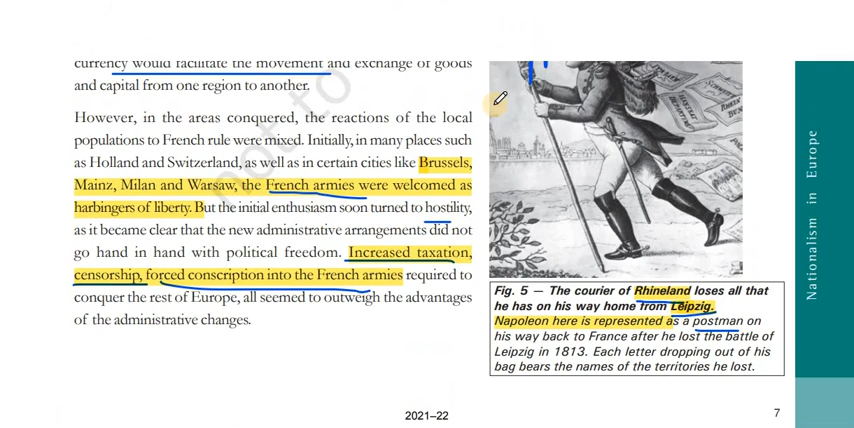 currency would facilitate the movement and exchange of goods
and capital from one region to another.
However, in the areas conquered, the reactions of the local
populations to French rule were mixed. Initially, in many places such
as Holland and Switzerland, as well as in certain cities like Brussels,
Mainz, Milan and Warsaw, the French armies were welcomed as
harbingers of liberty. But the initial enthusiasm soon turned to hostility,
as it became clear that the new administrative arrangements did not
go hand in hand with political freedom. Increased taxation,
censorship, forced conscription into the French armies required to
conquer the rest of Europe, all seemed to outweigh the advantages
of the administrative changes.
not to
Fig. 5 — The courier of Rhineland loses all that
he has on his way home from Leipzig.
Napoleon here is represented as a postman on
his way back to France after he lost the battle of
Leipzig in 1813. Each letter dropping out of his
bag bears the names of the territories he lost.
Nationalism in Europe
2021–22
7